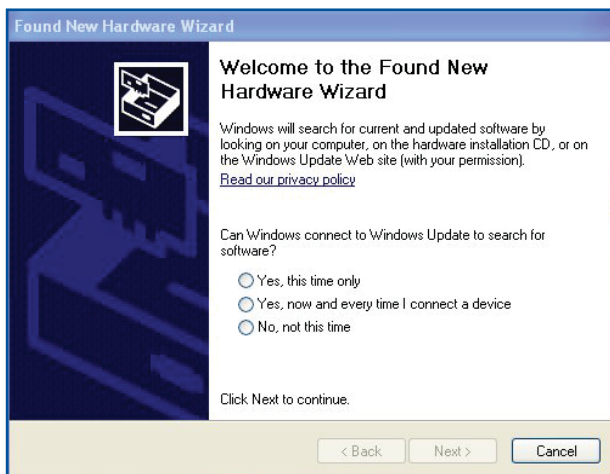 Found New Hardware Wizard
Welcome to the Found New
Hardware Wizard
Windows will search for current and updated software by
looking on your computer, on the hardware installation CD, or on
the Windows Update Web site (with your permission).
Read our privacy policy
Can Windows connect to Windows Update to search for
software?
Yes, this time only
Yes, now and every time I connect a device
No, not this time
Click Next to continue.
< Back
Next >
Cancel